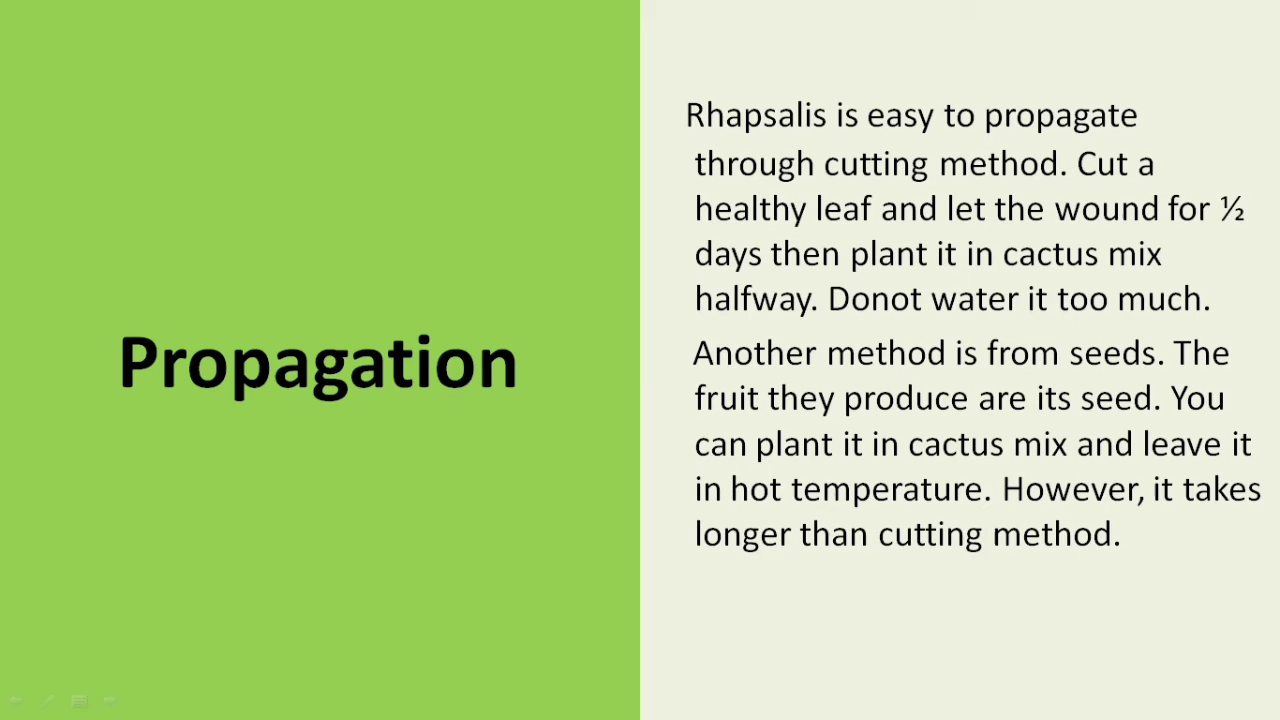 Propagation
Rhapsalis is easy to propagate
through cutting method. Cut a
healthy leaf and let the wound for ½
days then plant it in cactus mix
halfway. Donot water it too much.
Another method is from seeds. The
fruit they produce are its seed. You
can plant it in cactus mix and leave it
in hot temperature. However, it takes
longer than cutting method.